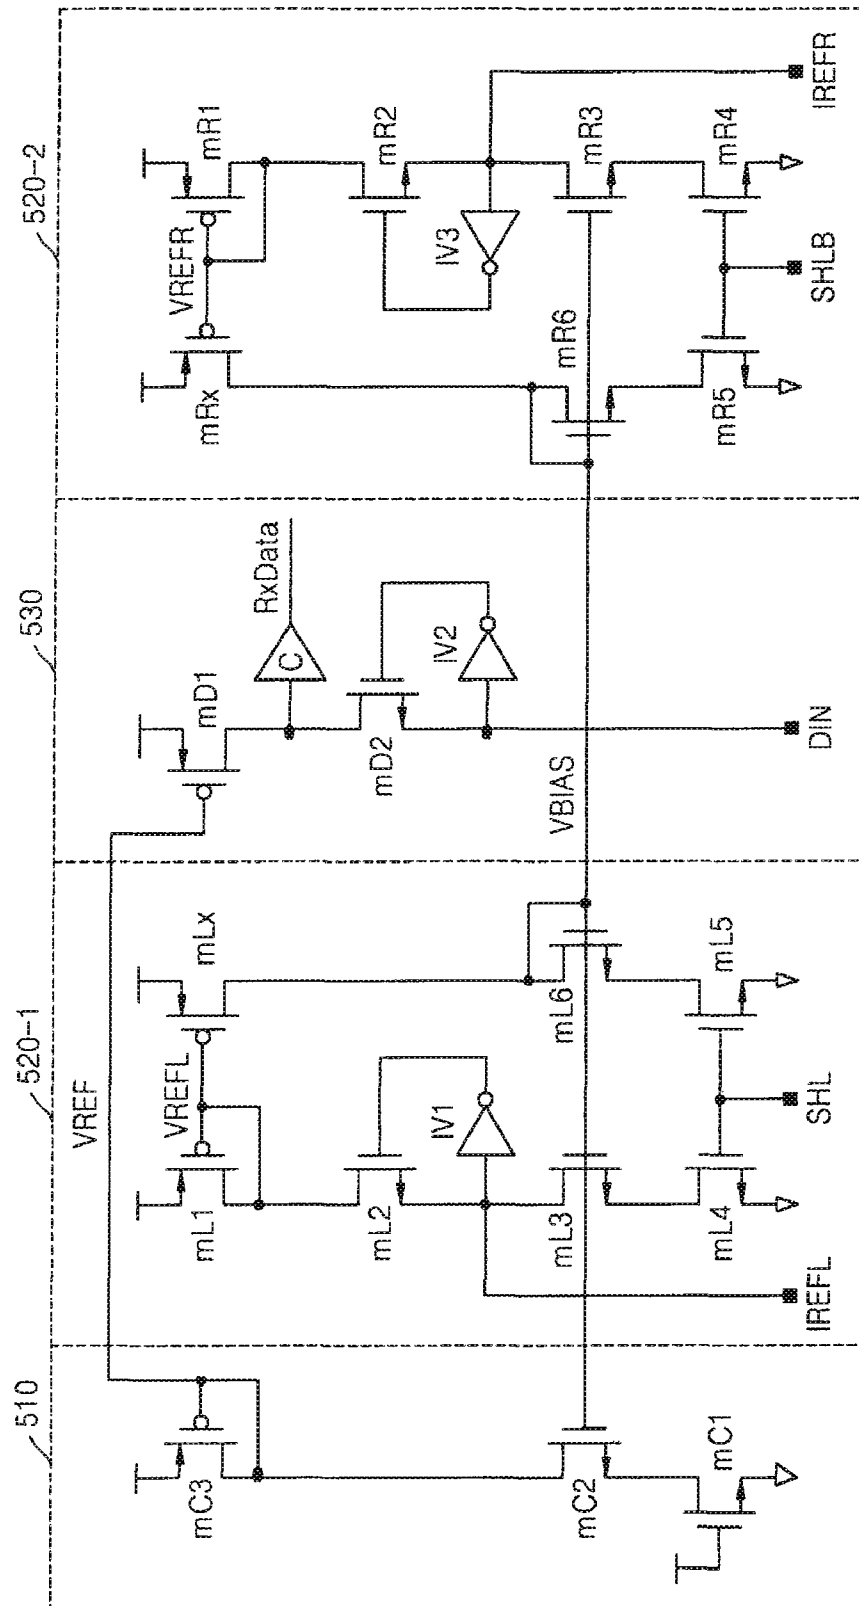 510
520-1
530
520-2
VREF
mC3
mC2
mC1
mL1
VREFL
mLx
mL2
IV1
mL3
mL6
mL4
mL5
IREFL
SHL
mD1
RxData
C
mD2
IV2
VBIAS
DIN
mRx
VREFR
mR1
mR2
IV3
mR6
mR3
mR5
mR4
SHLB
IREFR